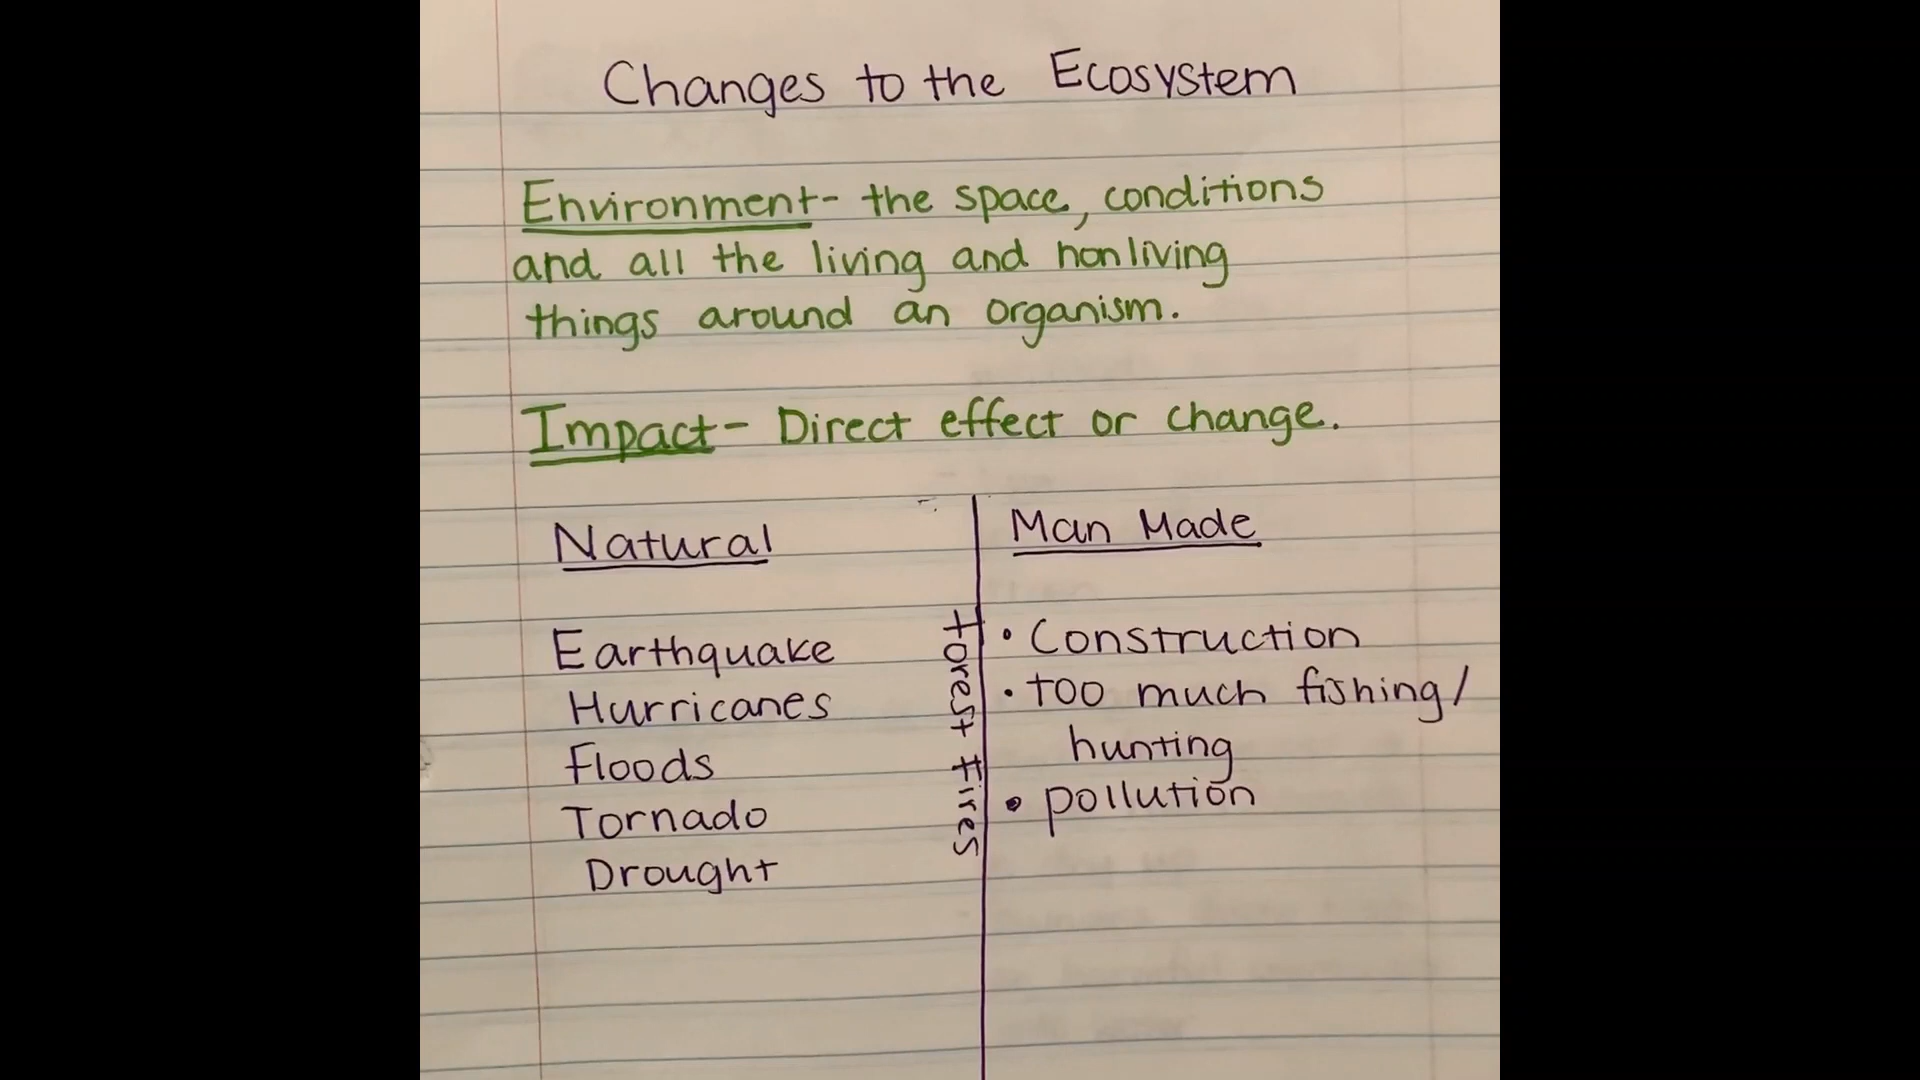 Changes to the Ecosystem
Environment- the space, conditions
and all the living and nonliving
things around an organism.
Impact- Direct effect or change.
Natural
Earthquake
Hurricanes
Floods
Tornado
Drought
forest fires
Man Made
• Construction
• too much fishing/
hunting
• pollution